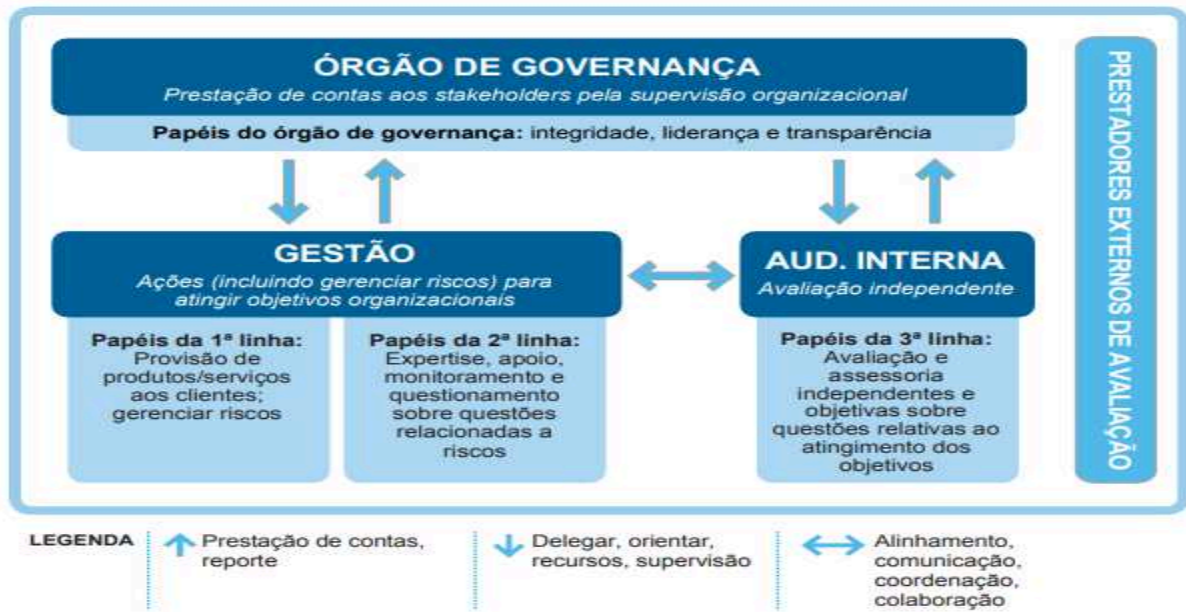 ÓRGÃO DE GOVERNANÇA
Prestação de contas aos stakeholders pela supervisão organizacional
Papéis do órgão de governança: integridade, liderança e transparência
GESTÃO
Ações (incluindo gerenciar riscos) para
atingir objetivos organizacionais
Papéis da 1ª linha:
Provisão de
produtos/serviços
aos clientes;
gerenciar riscos
Papéis da 2ª linha:
Expertise, apoio,
monitoramento e
questionamento
sobre questões
relacionadas a
riscos
AUD. INTERNA
Avaliação independente
Papéis da 3ª linha:
Avaliação e
assessoria
independentes e
objetivas sobre
questões relativas ao
atingimento dos
objetivos
PRESTADORES EXTERNOS DE AVALIAÇÃO
LEGENDA
Prestação de contas,
reporte
Delegar, orientar,
recursos, supervisão
Alinhamento,
comunicação,
coordenação,
colaboração